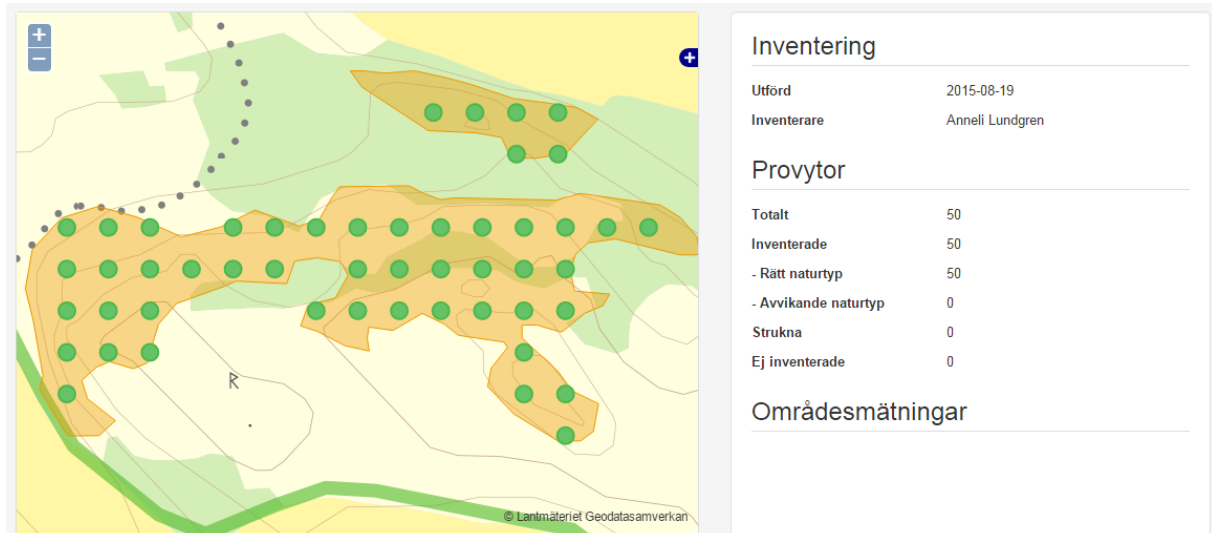 +
−
+
R
© Lantmäteriet Geodatasamverkan
Inventering
Utförd 2015-08-19
Inventerare Anneli Lundgren
Provytor
Totalt 50
Inventerade 50
- Rätt naturtyp 50
- Avvikande naturtyp 0
Strukna 0
Ej inventerade 0
Områdesmätningar